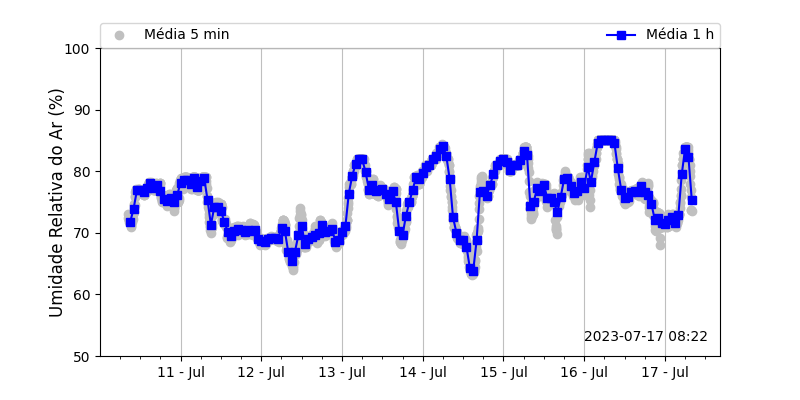 Média 5 min
Média 1 h
100
90
80
70
60
50
Umidade Relativa do Ar (%)
2023-07-17 08:22
11 - Jul
12 - Jul
13 - Jul
14 - Jul
15 - Jul
16 - Jul
17 - Jul